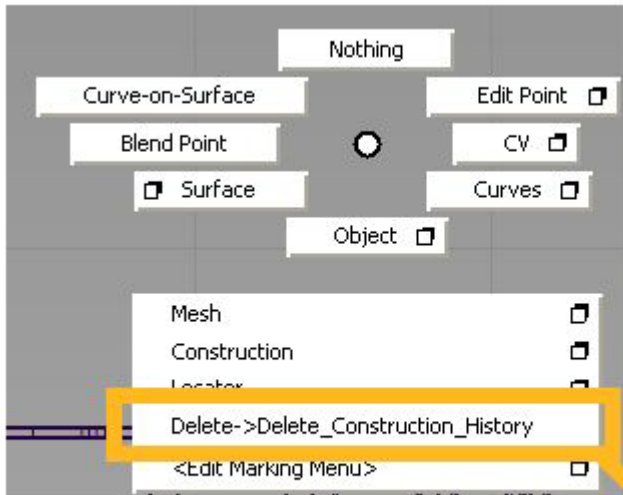 Nothing
Curve-on-Surface
Edit Point
Blend Point
CV
Surface
Curves
Object
Mesh
Construction
Locator
Delete->Delete_Construction_History
<Edit Marking Menu>